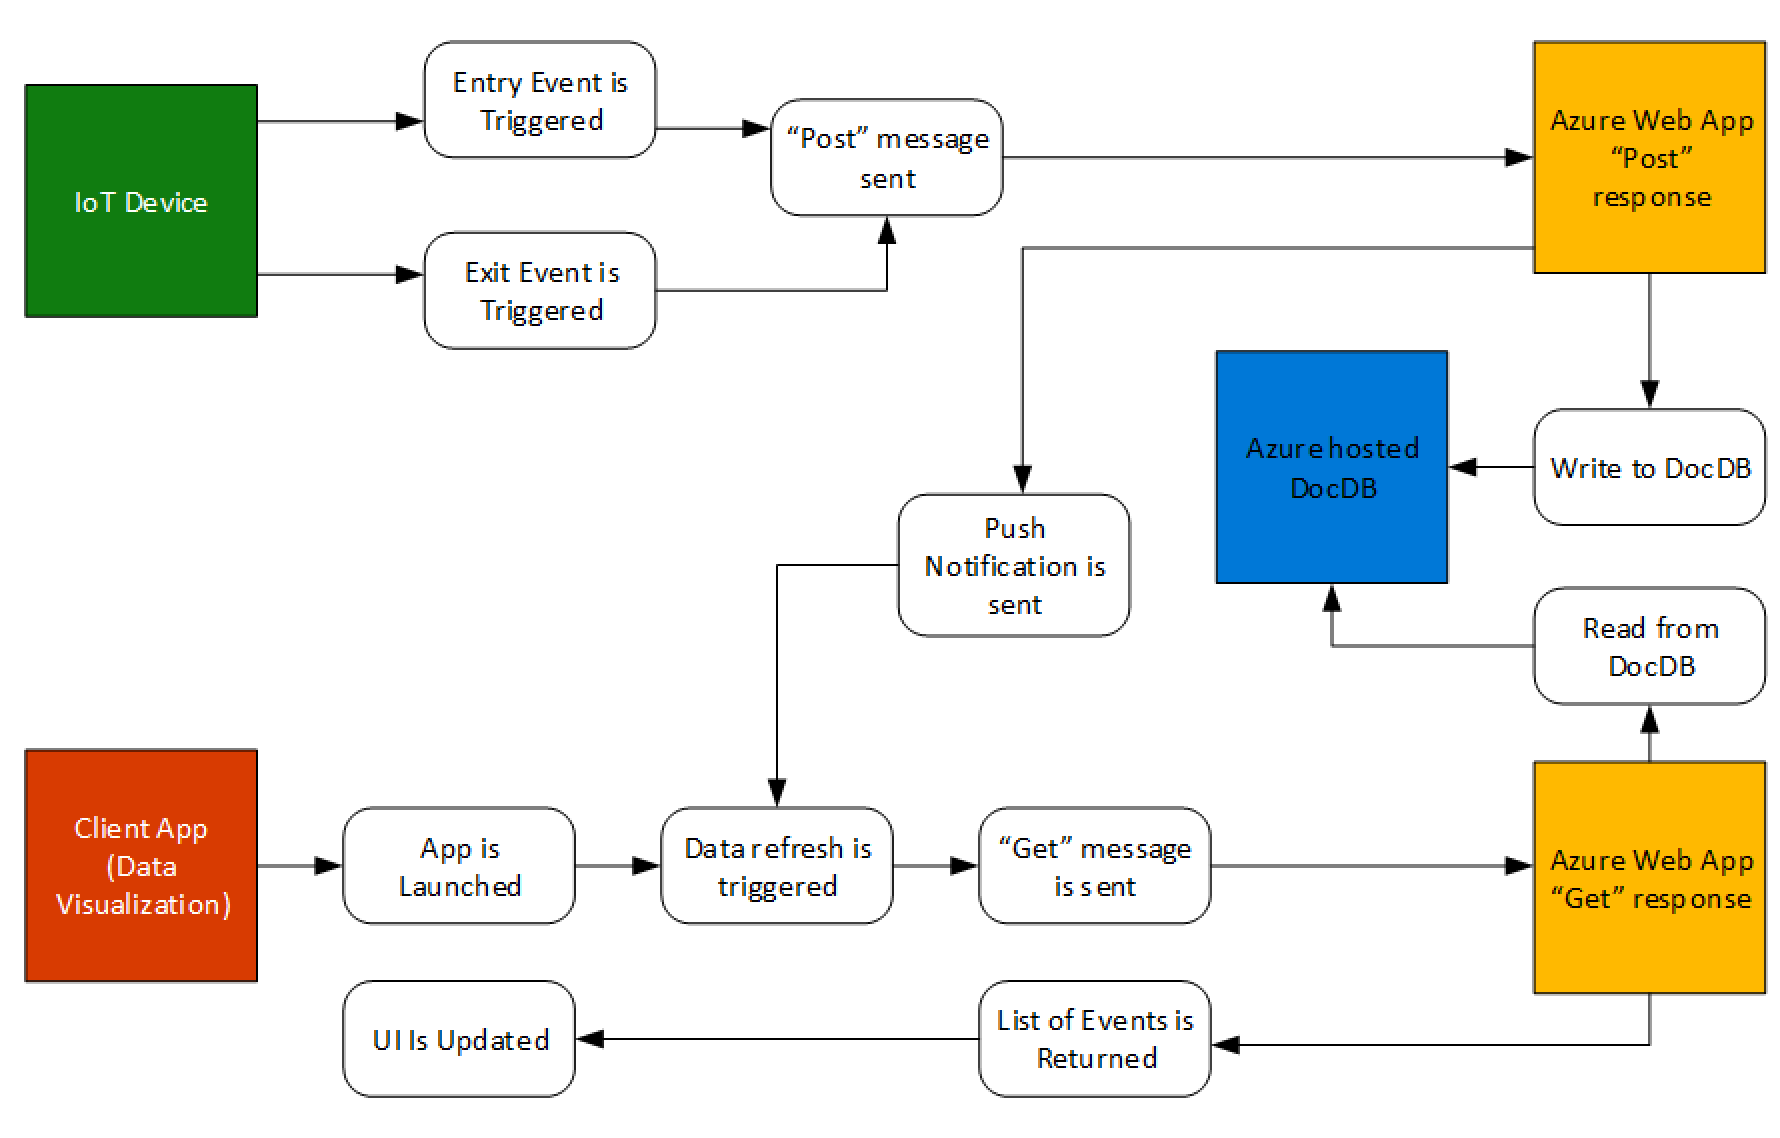 Entry Event is
Triggered
"Post" message
sent
Azure Web App
"Post"
response
IoT Device
Exit Event is
Triggered
Azure hosted
DocDB
Write to DocDB
Push
Notification is
sent
Read from
DocDB
Client App
(Data
Visualization)
App is
Launched
Data refresh is
triggered
"Get" message
is sent
Azure Web App
"Get" response
UI Is Updated
List of Events is
Returned